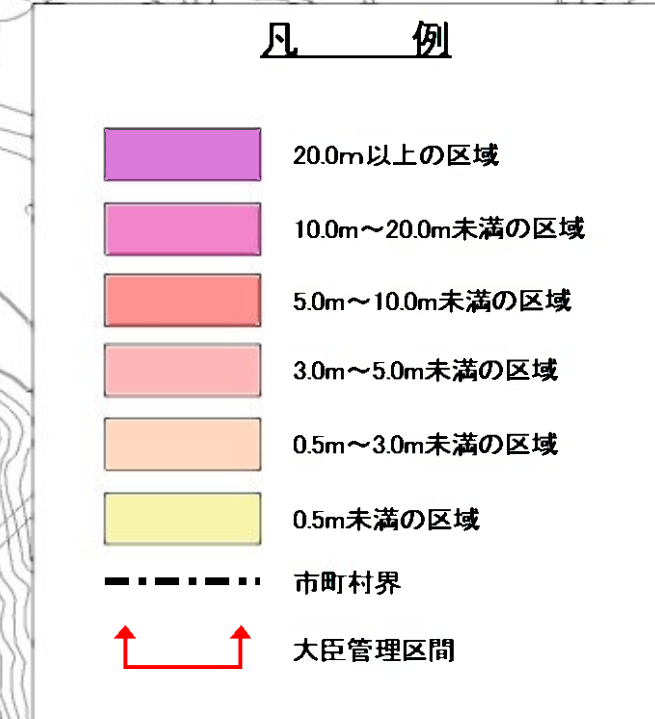 凡 例
20.0m以上の区域
10.0m～20.0m未満の区域
5.0m～10.0m未満の区域
3.0m～5.0m未満の区域
0.5m～3.0m未満の区域
0.5m未満の区域
市町村界
大臣管理区間